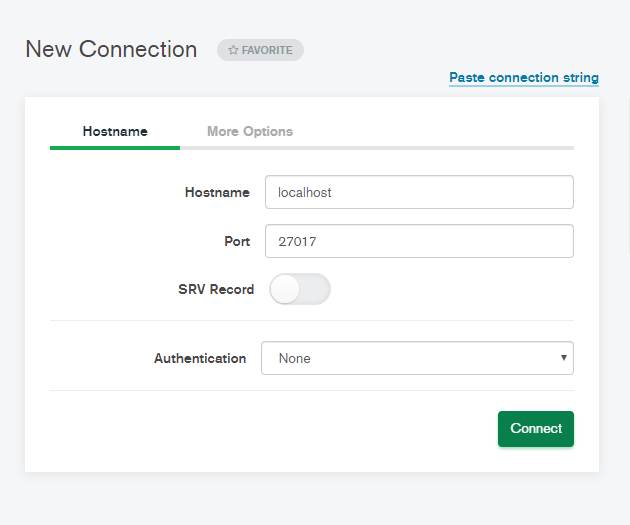 New Connection ☆ FAVORITE
Paste connection string
Hostname More Options
Hostname localhost
Port 27017
SRV Record
Authentication None
Connect